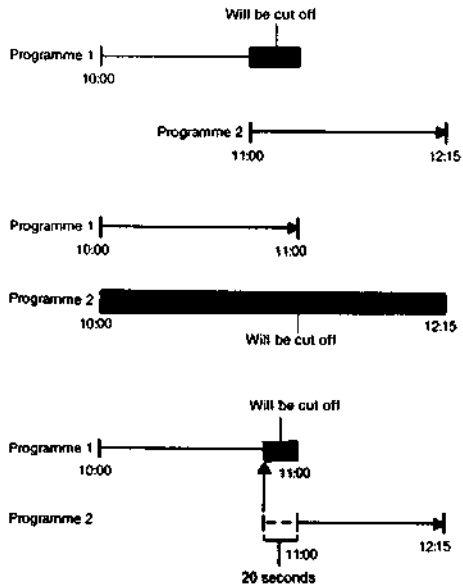 Will be cut off
Programme 1
10:00
Programme 2
11:00 12:15
Programme 1
10:00 11:00
Programme 2
10:00 12:15
Will be cut off
Will be cut off
Programme 1
10:00 11:00
Programme 2
11:00 12:15
20 seconds